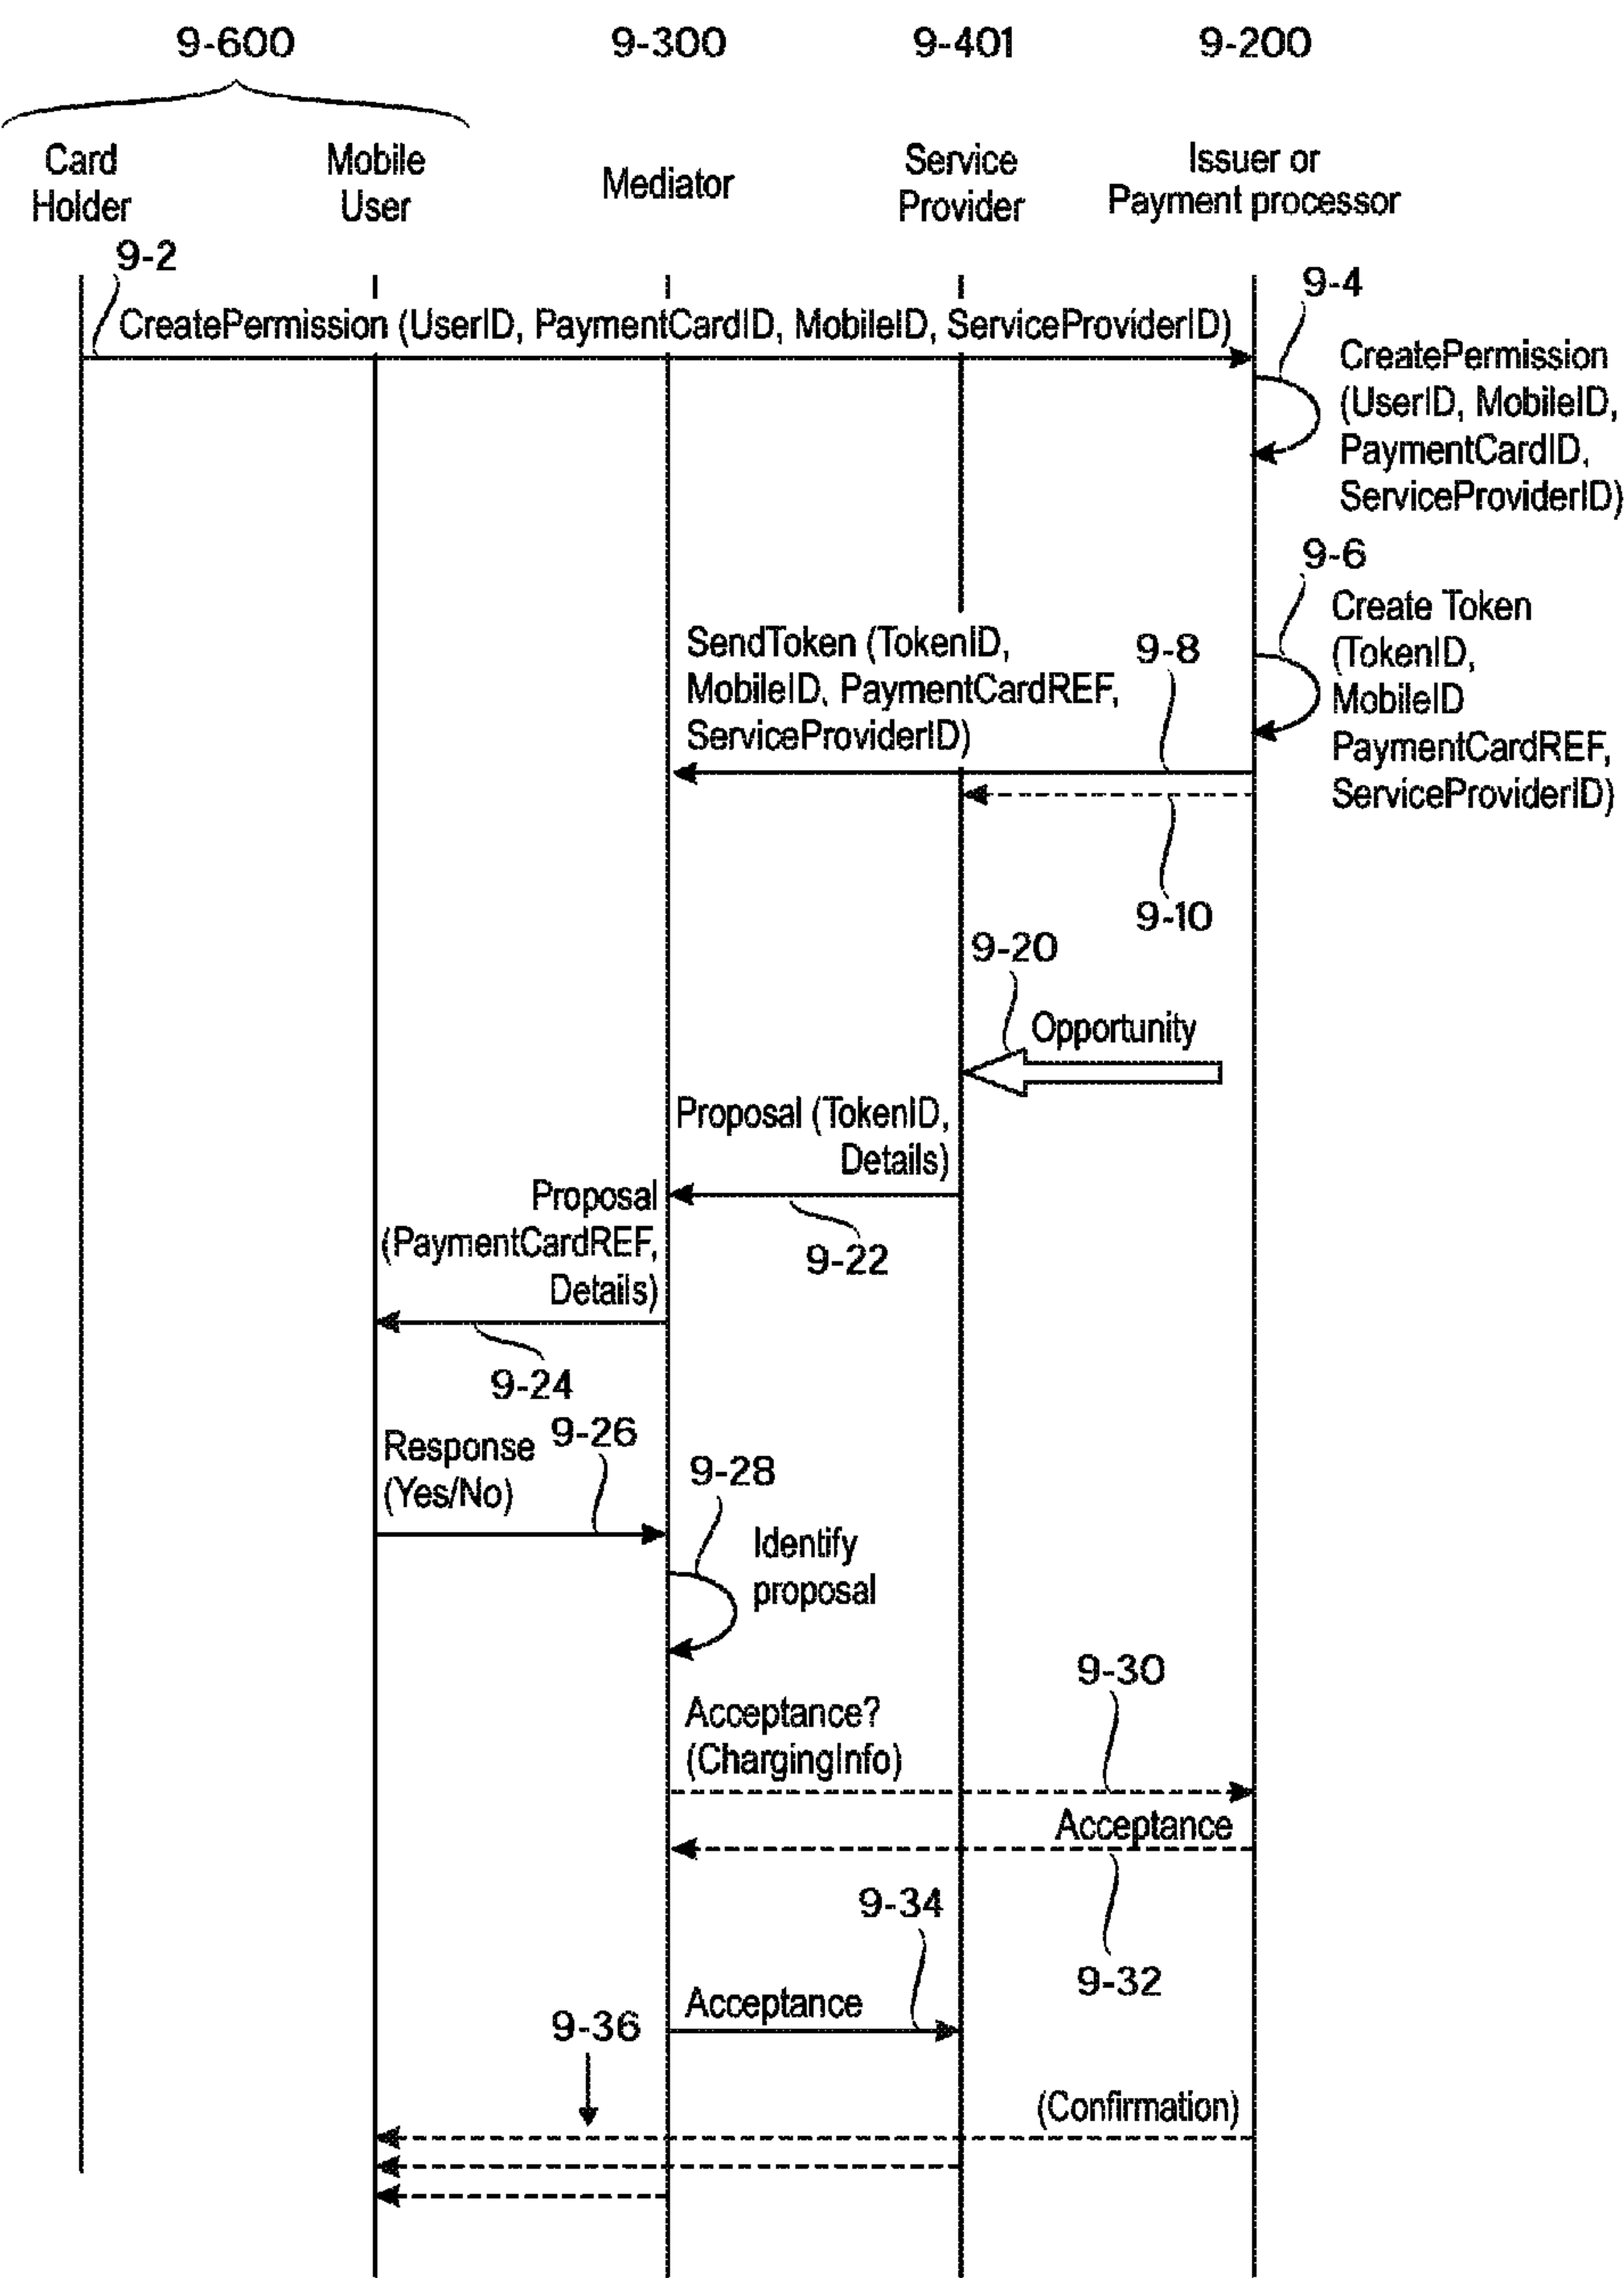 9-600
9-300
9-401
9-200
Card
Holder
Mobile
User
Mediator
Service
Provider
Issuer or
Payment processor
9-2
CreatePermission (UserID, PaymentCardID, MobileID, ServiceProviderID)
9-4
CreatePermission
(UserID, MobileID,
PaymentCardID,
ServiceProviderID)
9-6
Create Token
(TokenID,
MobileID
PaymentCardREF,
ServiceProviderID)
SendToken (TokenID,
MobileID, PaymentCardREF,
ServiceProviderID)
9-8
9-10
9-20
Opportunity
Proposal (TokenID,
Details)
9-22
Proposal
(PaymentCardREF,
Details)
9-24
Response
(Yes/No)
9-26
9-28
Identify
proposal
9-30
Acceptance?
(ChargingInfo)
Acceptance
9-32
9-34
Acceptance
9-36
(Confirmation)